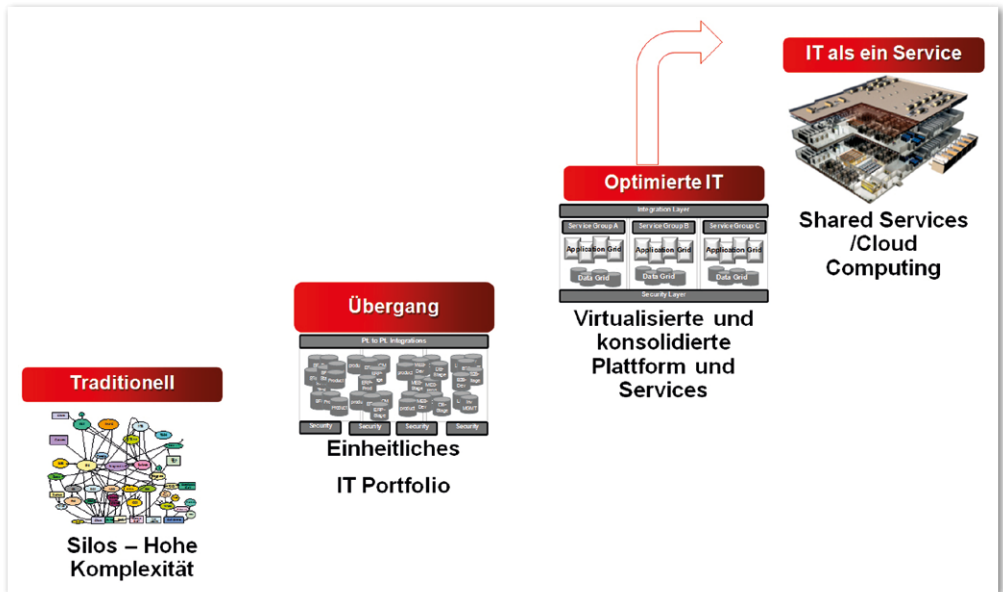 IT als ein Service
Shared Services
/Cloud
Computing
Optimierte IT
Integration Layer
Service Group A
Service Group B
Service Group C
Application Grid
Application Grid
Application Grid
Data Grid
Data Grid
Data Grid
Security Layer
Virtualisierte und
konsolidierte
Plattform und
Services
Übergang
Pt. to Pt. Integrations
Security
Security
Security
Security
Einheitliches
IT Portfolio
Traditionell
Silos – Hohe
Komplexität